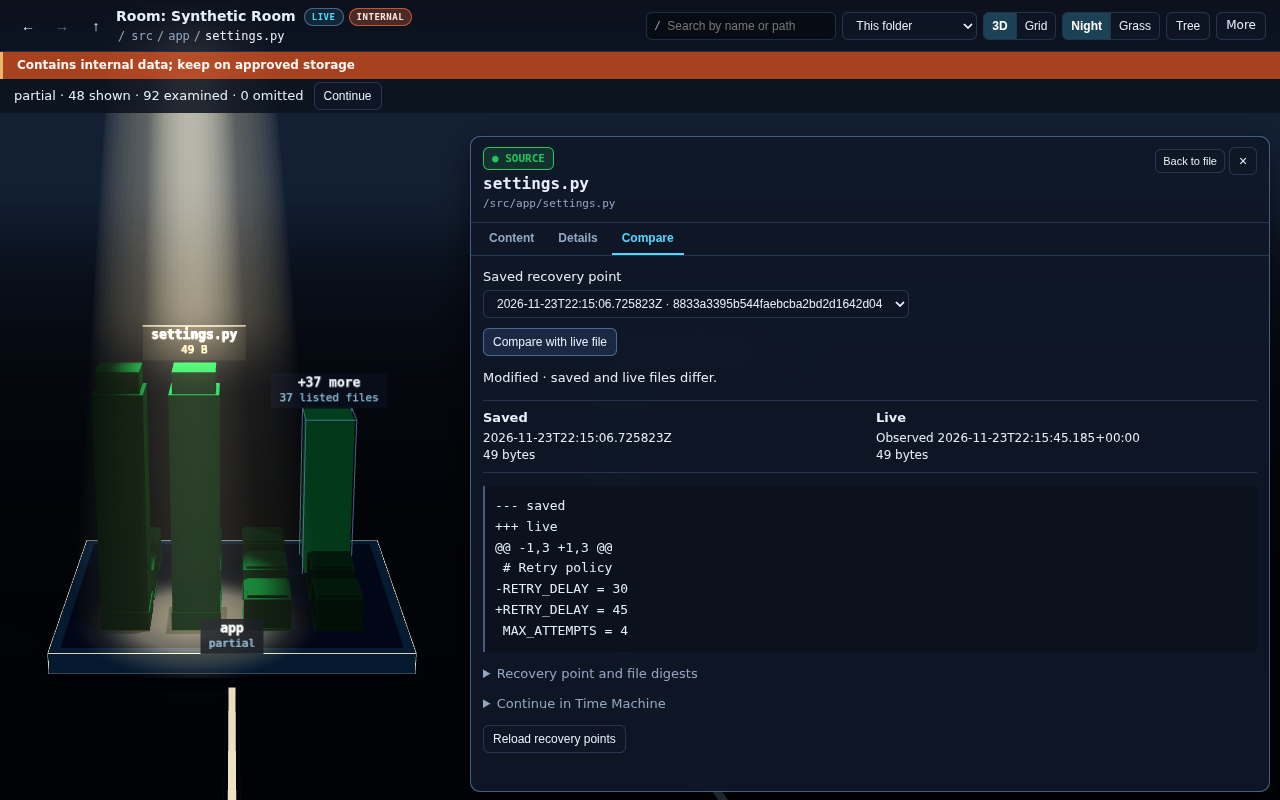 ← → ↑ Room: Synthetic Room LIVE INTERNAL
/ src / app / settings.py
/ Search by name or path This folder 3D Grid Night Grass Tree More
Contains internal data; keep on approved storage
partial · 48 shown · 92 examined · 0 omitted Continue
settings.py
49 B
+37 more
37 listed files
app
partial
● SOURCE Back to file ×
settings.py
/src/app/settings.py
Content Details Compare
Saved recovery point
2026-11-23T22:15:06.725823Z · 8833a3395b544faebcba2bd2d1642d04
Compare with live file
Modified · saved and live files differ.
Saved Live
2026-11-23T22:15:06.725823Z Observed 2026-11-23T22:15:45.185+00:00
49 bytes 49 bytes
--- saved
+++ live
@@ -1,3 +1,3 @@
 # Retry policy
-RETRY_DELAY = 30
+RETRY_DELAY = 45
 MAX_ATTEMPTS = 4
▶ Recovery point and file digests
▶ Continue in Time Machine
Reload recovery points